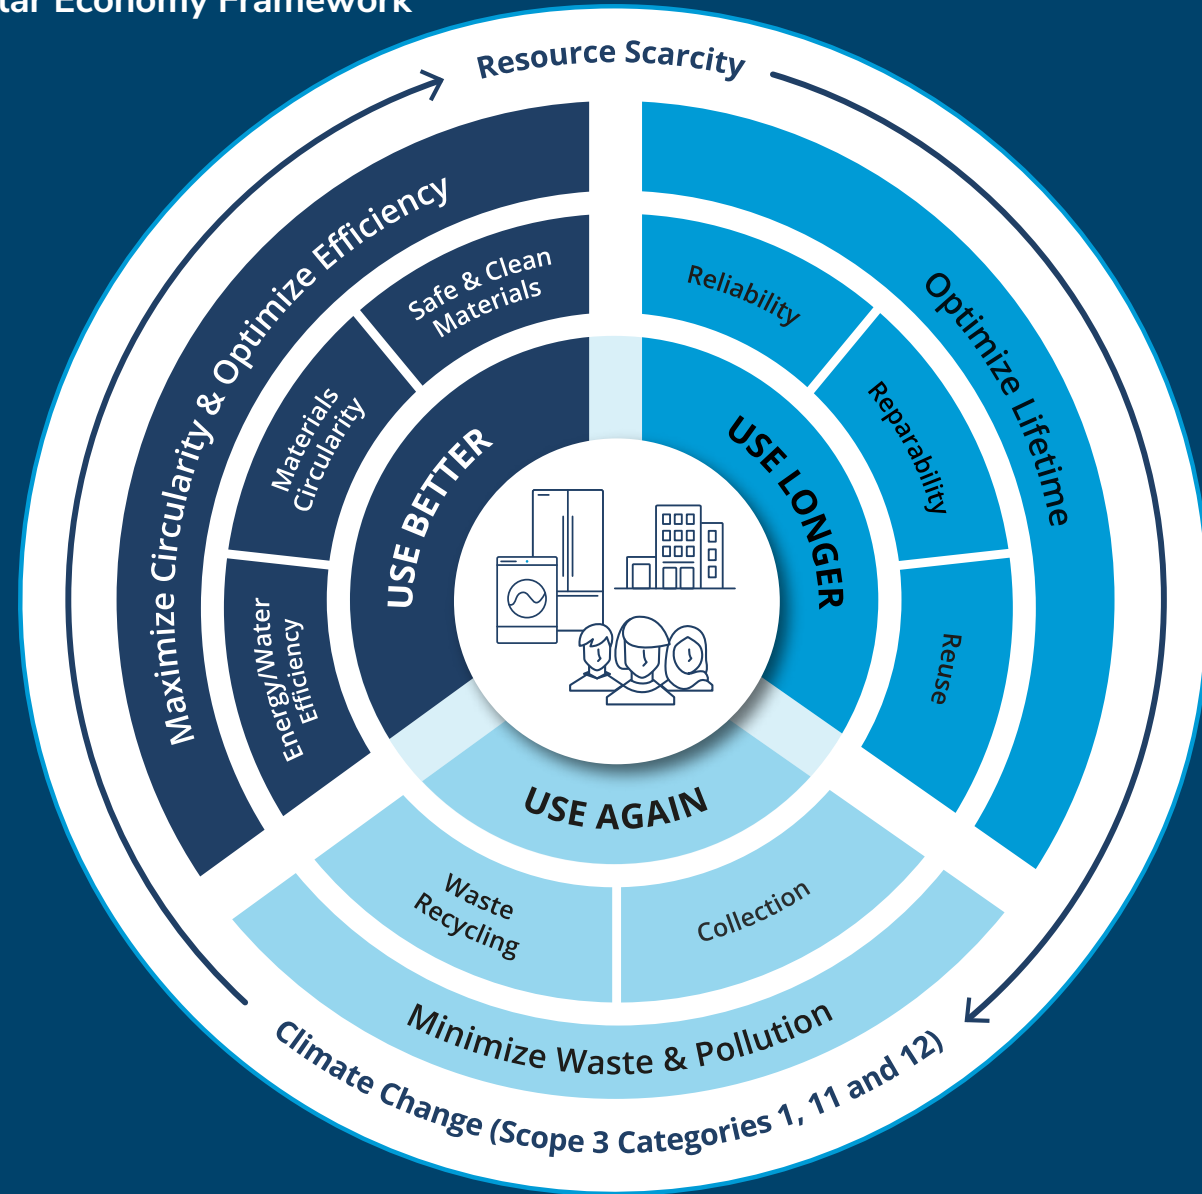 Economy Framework
Resource Scarcity
Maximize Circularity & Optimize Efficiency
Safe & Clean
Materials
Materials
Circularity
Energy/Water
Efficiency
USE BETTER
Optimize Lifetime
Reliability
Reparability
Reuse
USE LONGER
USE AGAIN
Waste
Recycling
Collection
Minimize Waste & Pollution
Climate Change (Scope 3 Categories 1, 11 and 12)